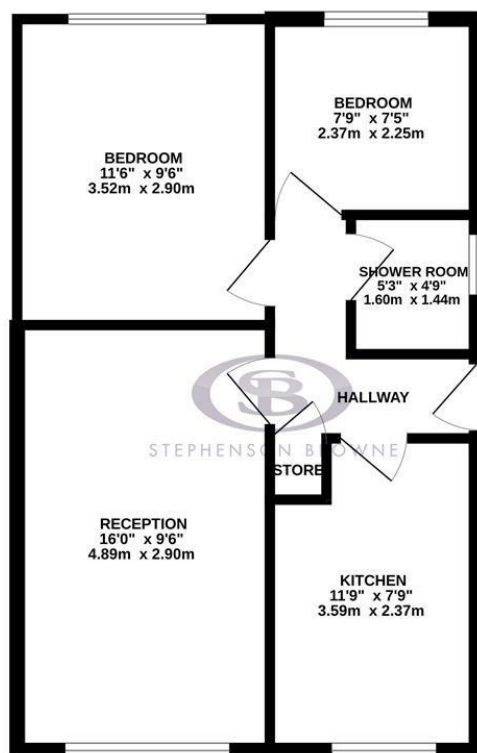 BEDROOM
7'9" x 7'5"
2.37m x 2.25m
BEDROOM
11'6" x 9'6"
3.52m x 2.90m
SHOWER ROOM
5'3" x 4'9"
1.60m x 1.44m
SB
HALLWAY
STEPHENSON BROWNE
STORE
RECEPTION
16'0" x 9'6"
4.89m x 2.90m
KITCHEN
11'9" x 7'9"
3.59m x 2.37m